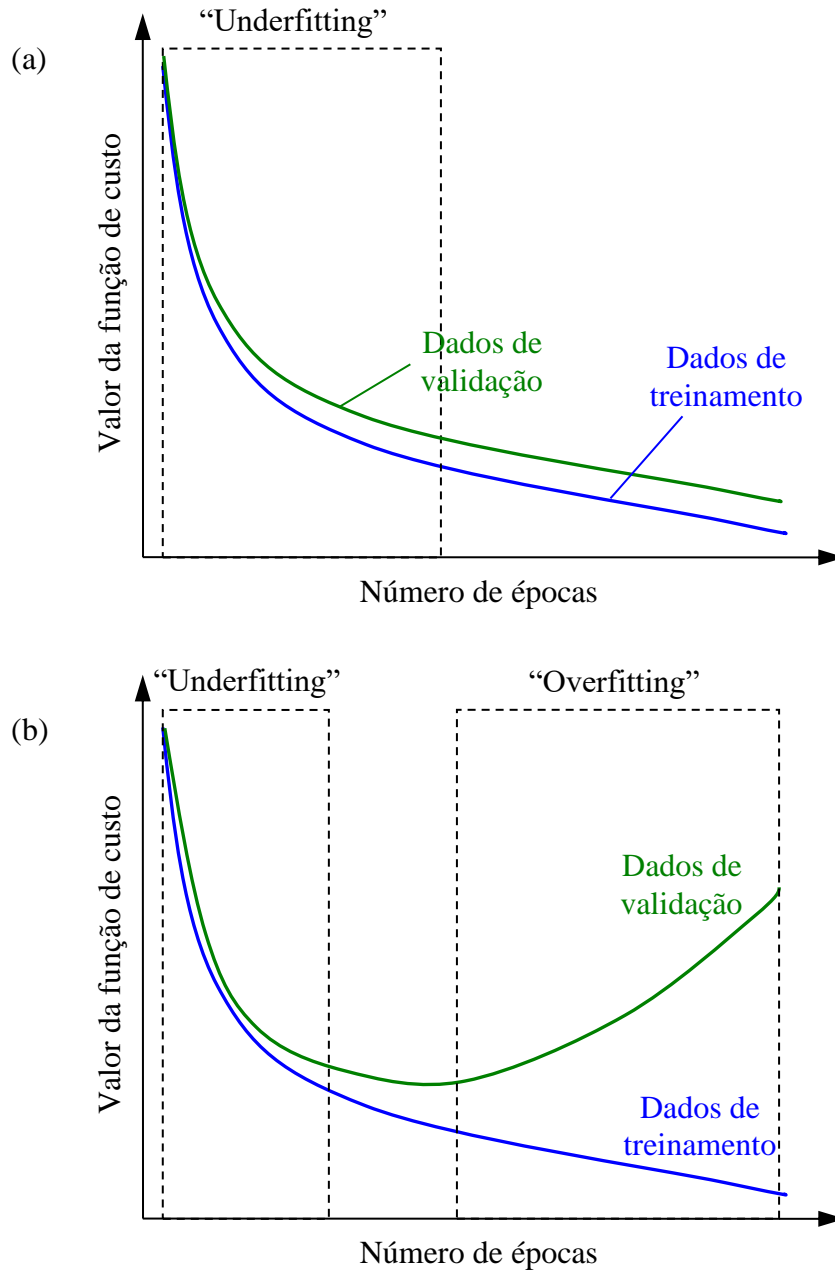 “Underfitting”
(a)
Valor da função de custo
Dados de
validação
Dados de
treinamento
Número de épocas
“Underfitting”
“Overfitting”
(b)
Valor da função de custo
Dados de
validação
Dados de
treinamento
Número de épocas